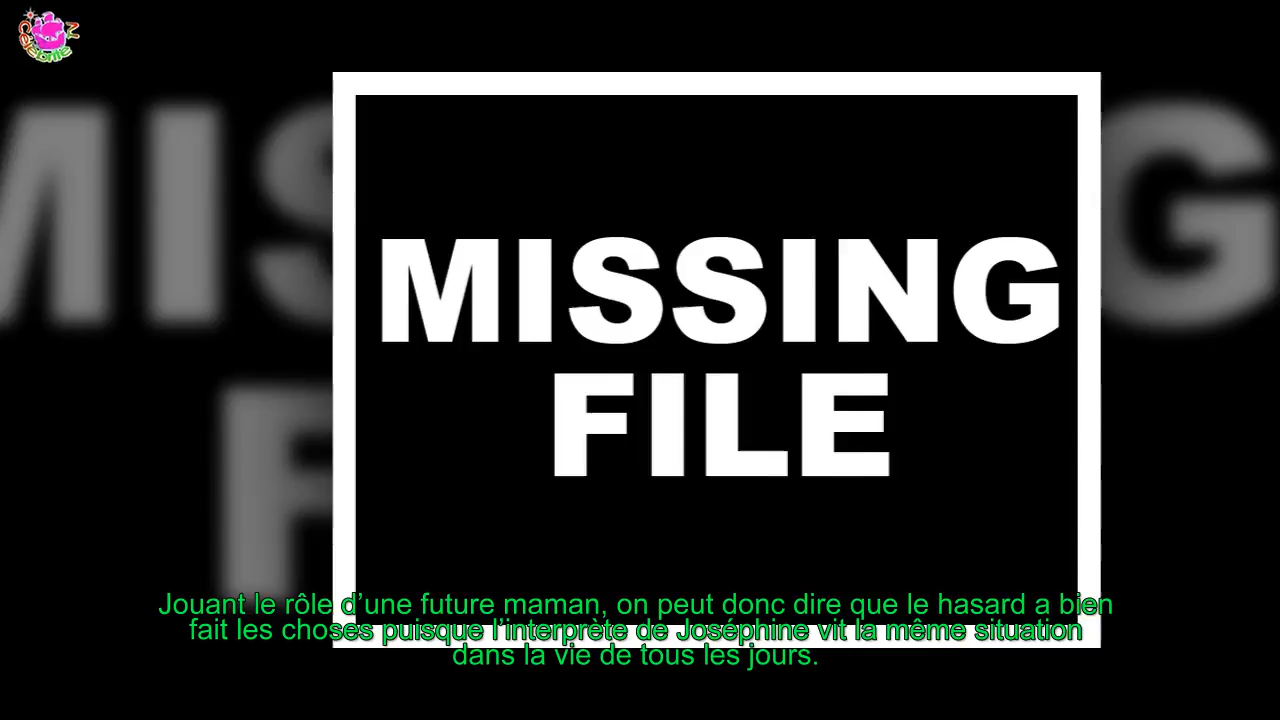 Célébrité
N
MISSING
FILE
Jouant le rôle d’une future maman, on peut donc dire que le hasard a bien
fait les choses puisque l’interprète de Joséphine vit la même situation
dans la vie de tous les jours.